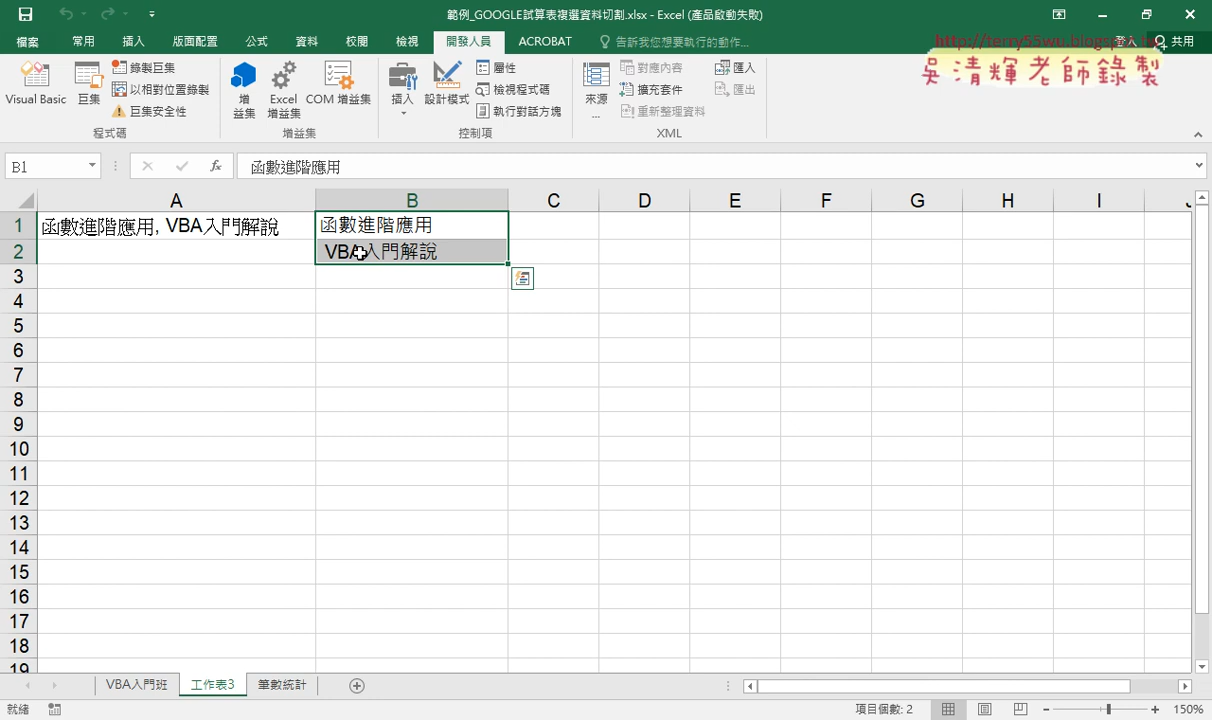 範例_GOOGLE試算表複選資料切割.xlsx - Excel (產品啟動失敗)
檔案 常用 插入 版面配置 公式 資料 校閱 檢視 開發人員 ACROBAT 告訴我您想要執行的動作... 登入 共用
http://terry55wu.blogspot.tw
吳清輝老師錄製
Visual Basic 巨集 錄製巨集 以相對位置錄製 巨集安全性
程式碼
增益集 Excel 增益集 COM 增益集
增益集
插入 設計模式 屬性 檢視程式碼 執行對話方塊
控制項
來源... 對應內容 擴充套件 重新整理資料 匯入 匯出
XML
B1 fx 函數進階應用
A B C D E F G H I
1 函數進階應用, VBA入門解說 函數進階應用
2 VBA入門解說
3
4
5
6
7
8
9
10
11
12
13
14
15
16
17
18
19
VBA入門班 工作表3 筆數統計
就緒 項目個數: 2 150%